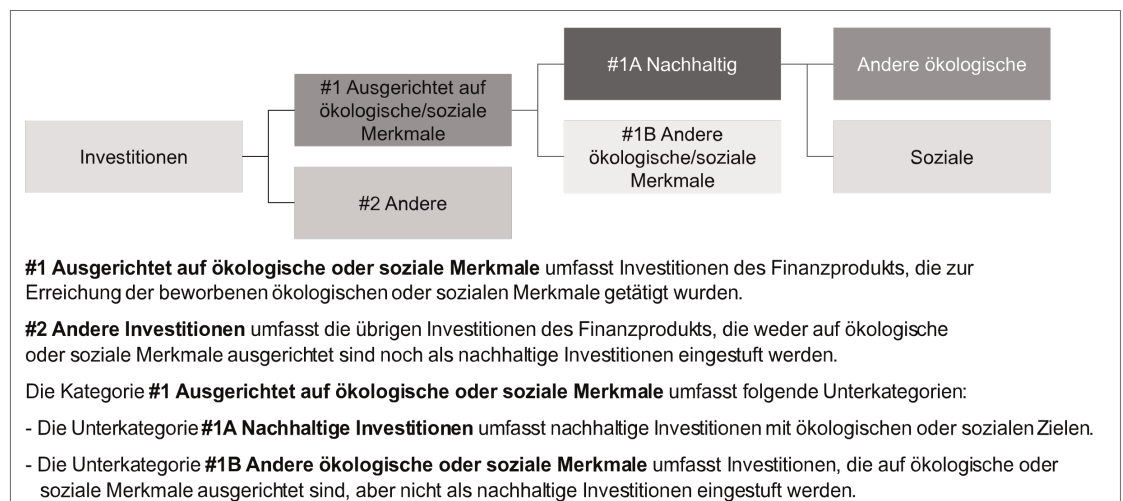 Investitionen
#1 Ausgerichtet auf
ökologische/soziale
Merkmale
#2 Andere
#1A Nachhaltig
#1B Andere
ökologische/soziale
Merkmale
Andere ökologische
Soziale
#1 Ausgerichtet auf ökologische oder soziale Merkmale umfasst Investitionen des Finanzprodukts, die zur
Erreichung der beworbenen ökologischen oder sozialen Merkmale getätigt wurden.
#2 Andere Investitionen umfasst die übrigen Investitionen des Finanzprodukts, die weder auf ökologische
oder soziale Merkmale ausgerichtet sind noch als nachhaltige Investitionen eingestuft werden.
Die Kategorie #1 Ausgerichtet auf ökologische oder soziale Merkmale umfasst folgende Unterkategorien:
- Die Unterkategorie #1A Nachhaltige Investitionen umfasst nachhaltige Investitionen mit ökologischen oder sozialen Zielen.
- Die Unterkategorie #1B Andere ökologische oder soziale Merkmale umfasst Investitionen, die auf ökologische oder
soziale Merkmale ausgerichtet sind, aber nicht als nachhaltige Investitionen eingestuft werden.